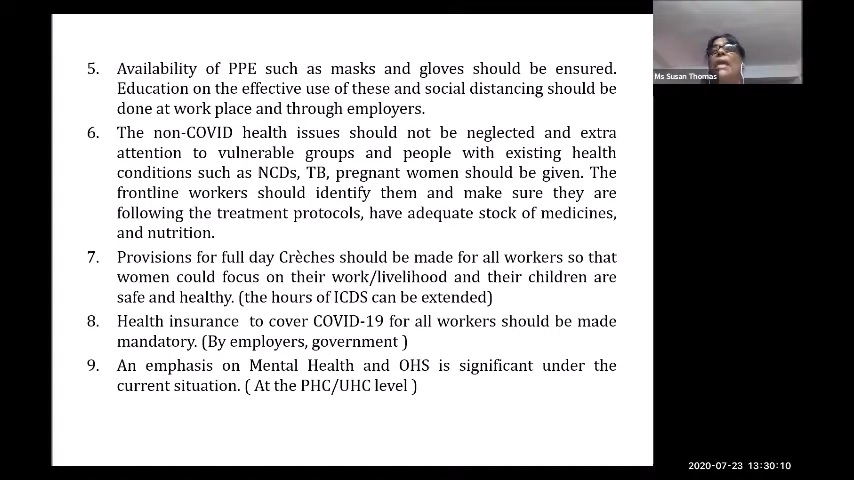 5. Availability of PPE such as masks and gloves should be ensured.
Education on the effective use of these and social distancing should be
done at work place and through employers.
6. The non-COVID health issues should not be neglected and extra
attention to vulnerable groups and people with existing health
conditions such as NCDs, TB, pregnant women should be given. The
frontline workers should identify them and make sure they are
following the treatment protocols, have adequate stock of medicines,
and nutrition.
7. Provisions for full day Crèches should be made for all workers so that
women could focus on their work/livelihood and their children are
safe and healthy. (the hours of ICDS can be extended)
8. Health insurance to cover COVID-19 for all workers should be made
mandatory. (By employers, government )
9. An emphasis on Mental Health and OHS is significant under the
current situation. ( At the PHC/UHC level )
Ms Susan Thomas
2020-07-23 13:30:10